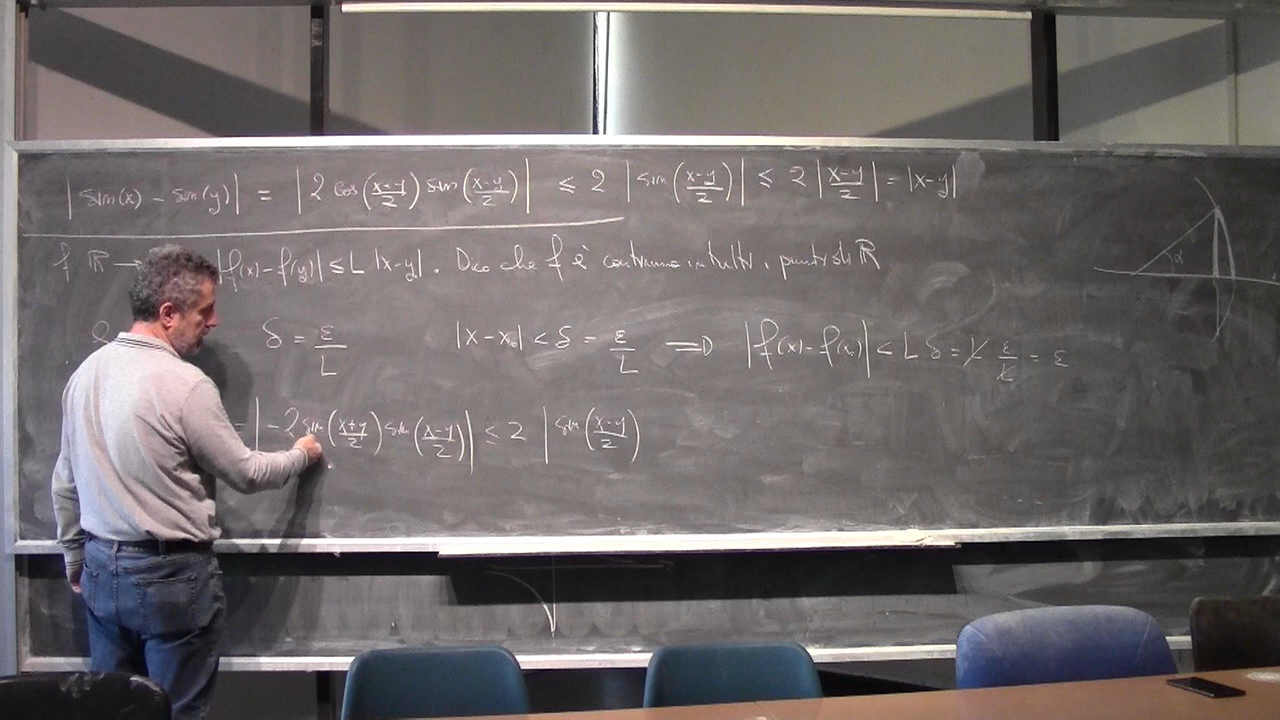 |sin(x) - sin(y)| = |2 cos(x+y/2) sin(x-y/2)| ≤ 2 |sin(x-y/2)| ≤ 2 |x-y/2| = |x-y|
f ℝ → |f(x) - f(y)| ≤ L |x-y|. Dico che f è continua in tutti i punti di ℝ
δ = ε/L |x-x₀| < δ = ε/L ⇒ |f(x) - f(x₀)| < L δ = L ε/L = ε
= |-2 sin(x+y/2) sin(x-y/2)| ≤ 2 |sin(x-y/2)
α